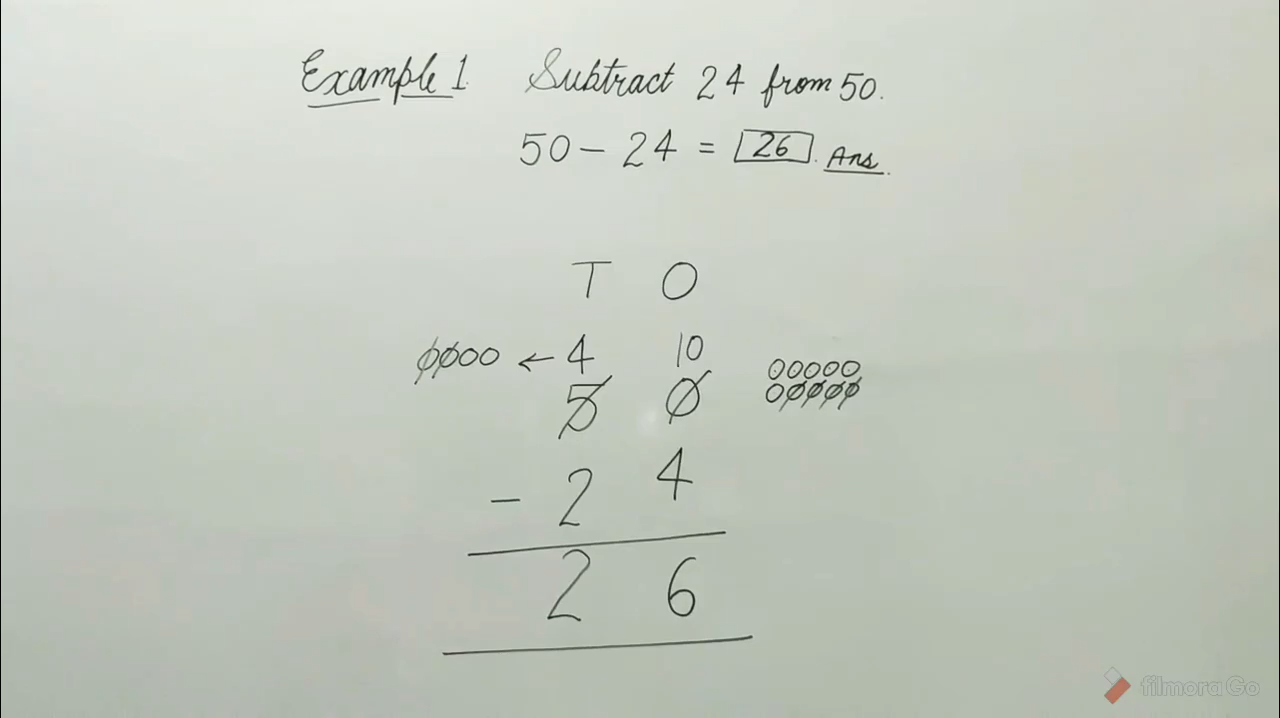 Example 1. Subtract 24 from 50.
50 - 24 = 26. Ans.
T O
← 4 10
5 0
- 2 4
2 6
filmora Go